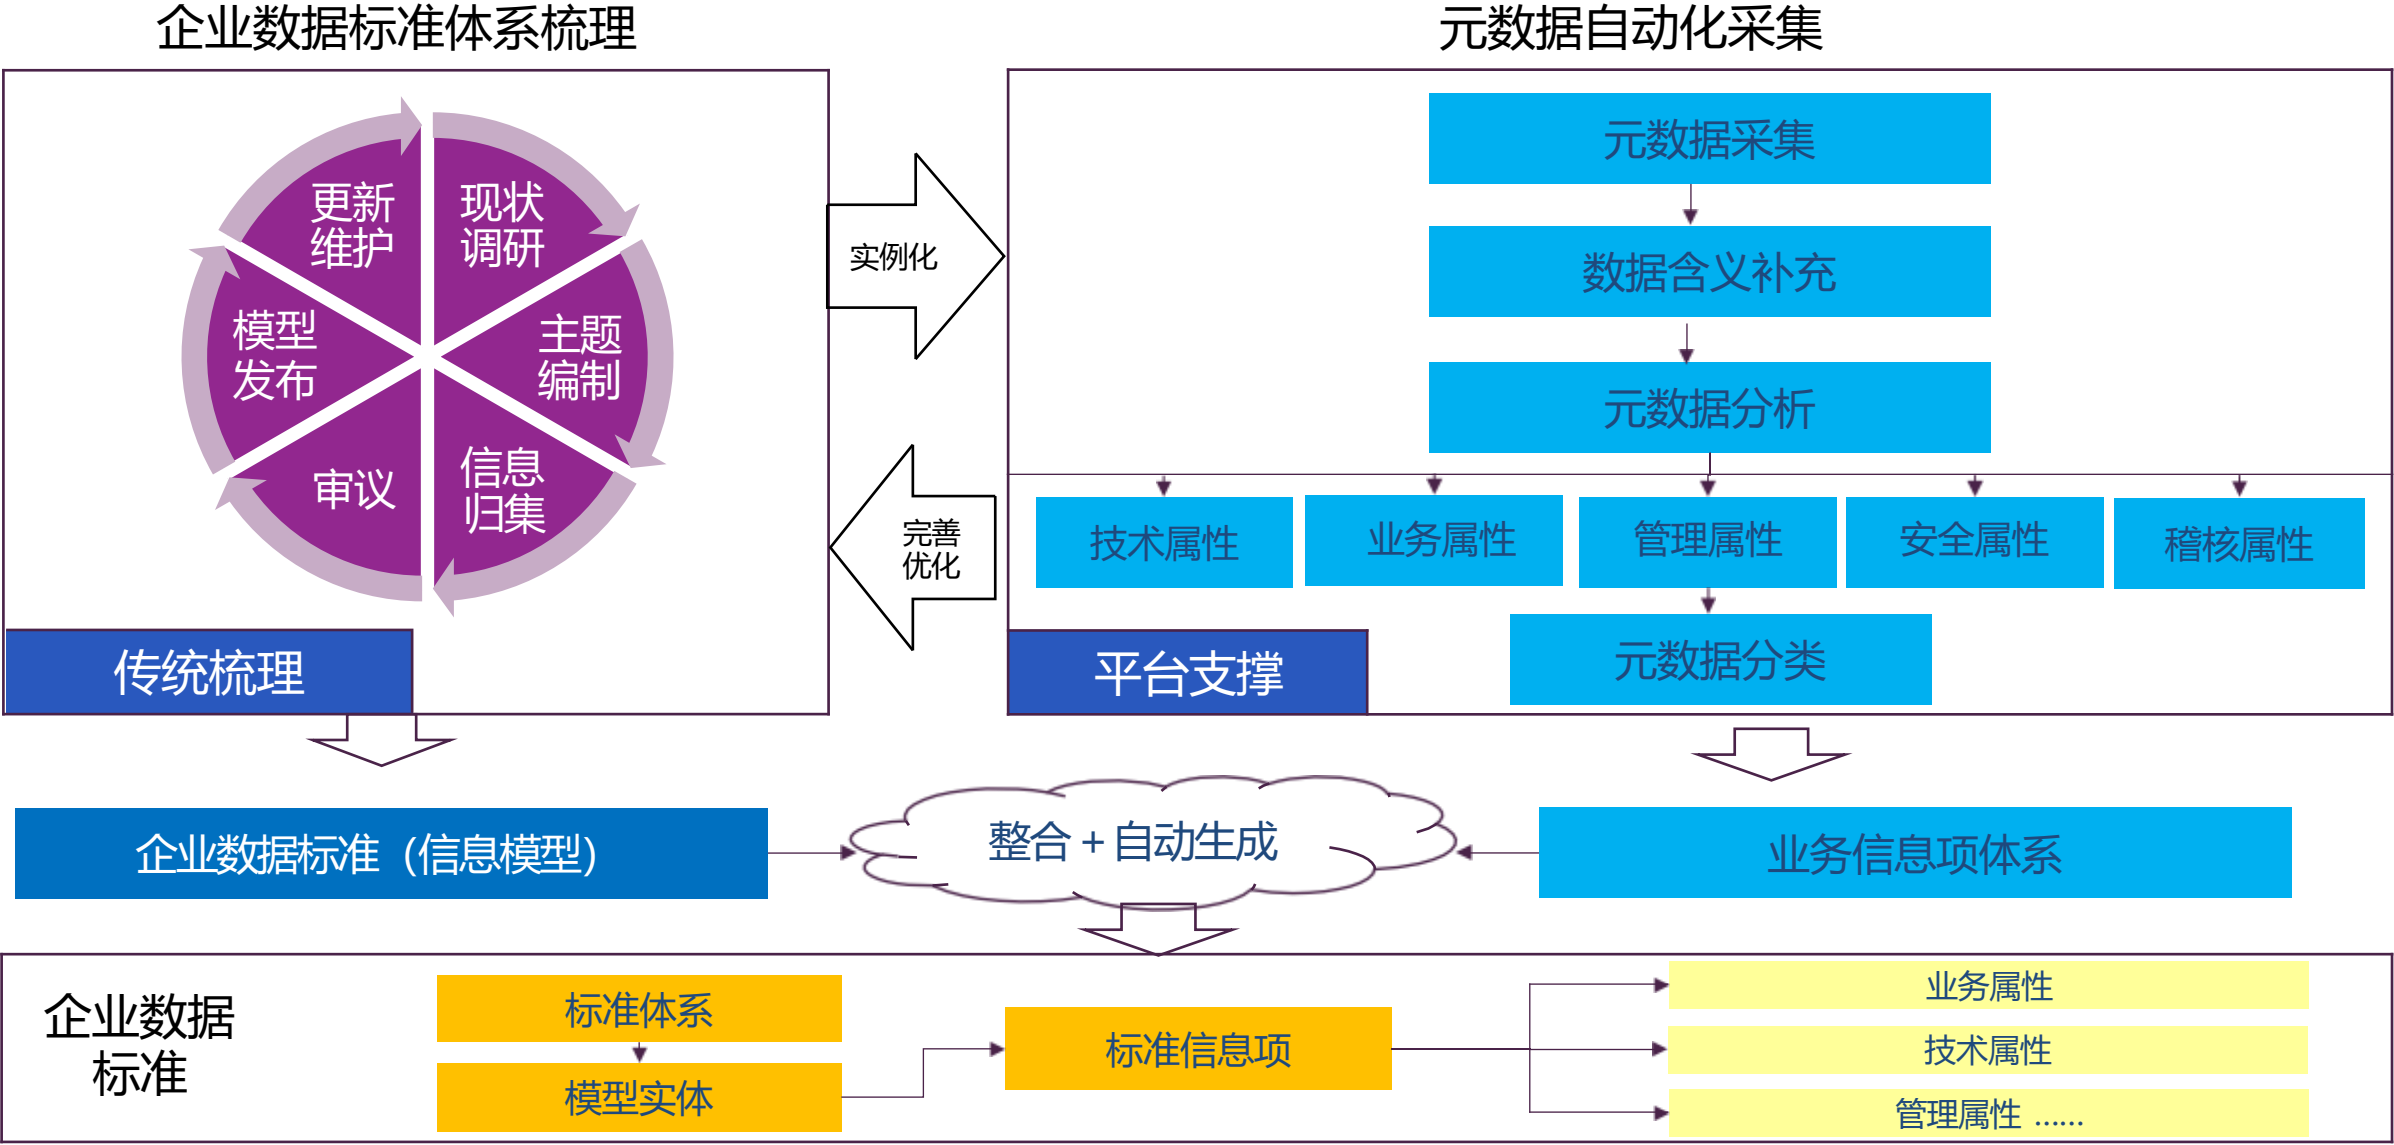 企业数据标准体系梳理
元数据自动化采集
更新
维护
现状
调研
模型
发布
主题
编制
审议
信息
归集
传统梳理
实例化
完善
优化
元数据采集
数据含义补充
元数据分析
技术属性
业务属性
管理属性
安全属性
稽核属性
元数据分类
平台支撑
企业数据标准（信息模型）
整合+自动生成
业务信息项体系
企业数据
标准
标准体系
模型实体
标准信息项
业务属性
技术属性
管理属性 ......